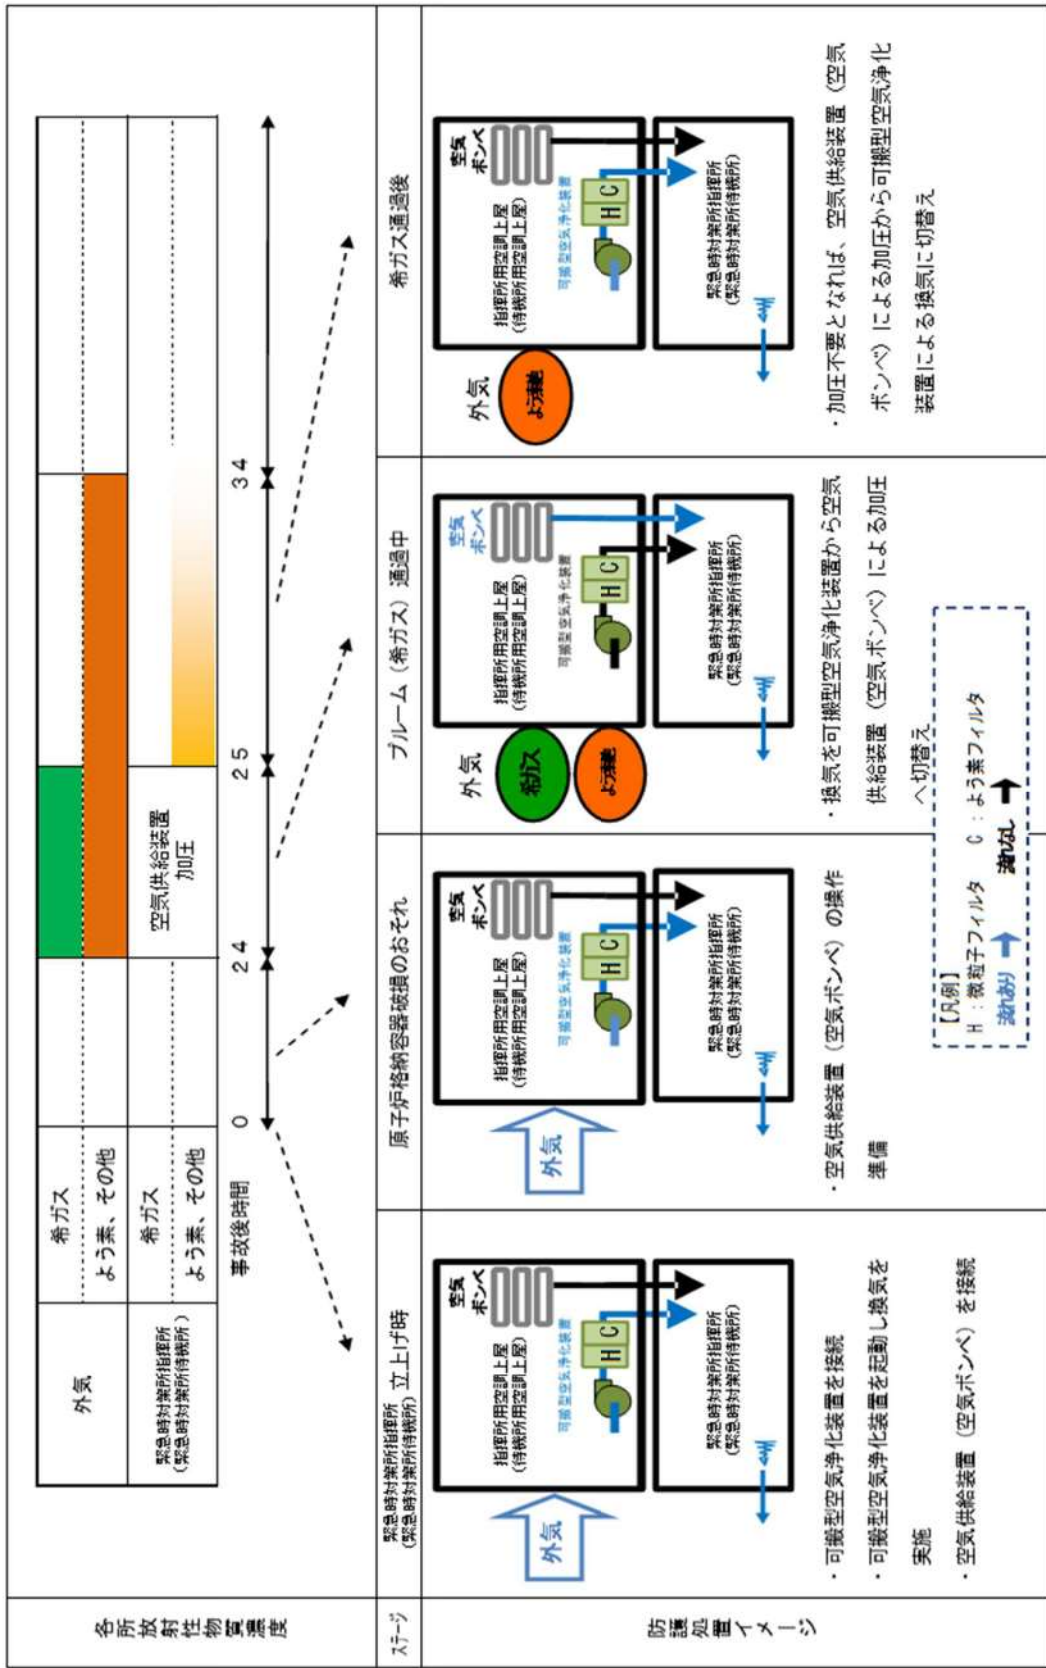 各所放射性物質濃度
外気
希ガス
よう素、その他
緊急時対策所指揮所
(緊急時対策所待機所)
希ガス
よう素、その他
空気供給装置
加圧
事故後時間
0
24
25
34
ステージ
緊急時対策所指揮所
(緊急時対策所待機所)
立上げ時
原子炉格納容器破損のおそれ
プルーム(希ガス)通過中
希ガス通過後
防護処置イメージ
外気
指揮所用空調上屋
(待機所用空調上屋)
空気
ボンベ
可搬型空気浄化装置
H C
緊急時対策所指揮所
(緊急時対策所待機所)
・可搬型空気浄化装置を接続
・可搬型空気浄化装置を起動し換気を
実施
・空気供給装置(空気ボンベ)を接続
外気
指揮所用空調上屋
(待機所用空調上屋)
空気
ボンベ
可搬型空気浄化装置
H C
緊急時対策所指揮所
(緊急時対策所待機所)
・空気供給装置(空気ボンベ)の操作
準備
外気
希ガス
指揮所用空調上屋
(待機所用空調上屋)
空気
ボンベ
可搬型空気浄化装置
H C
緊急時対策所指揮所
(緊急時対策所待機所)
・換気を可搬型空気浄化装置から空気
供給装置(空気ボンベ)による加圧
へ切替え
外気
指揮所用空調上屋
(待機所用空調上屋)
空気
ボンベ
可搬型空気浄化装置
H C
緊急時対策所指揮所
(緊急時対策所待機所)
・加圧不要となれば、空気供給装置(空気
ボンベ)による加圧から可搬型空気浄化
装置による換気に切替え
【凡例】
H:微粒子フィルタ C:よう素フィルタ
流れあり 流れなし